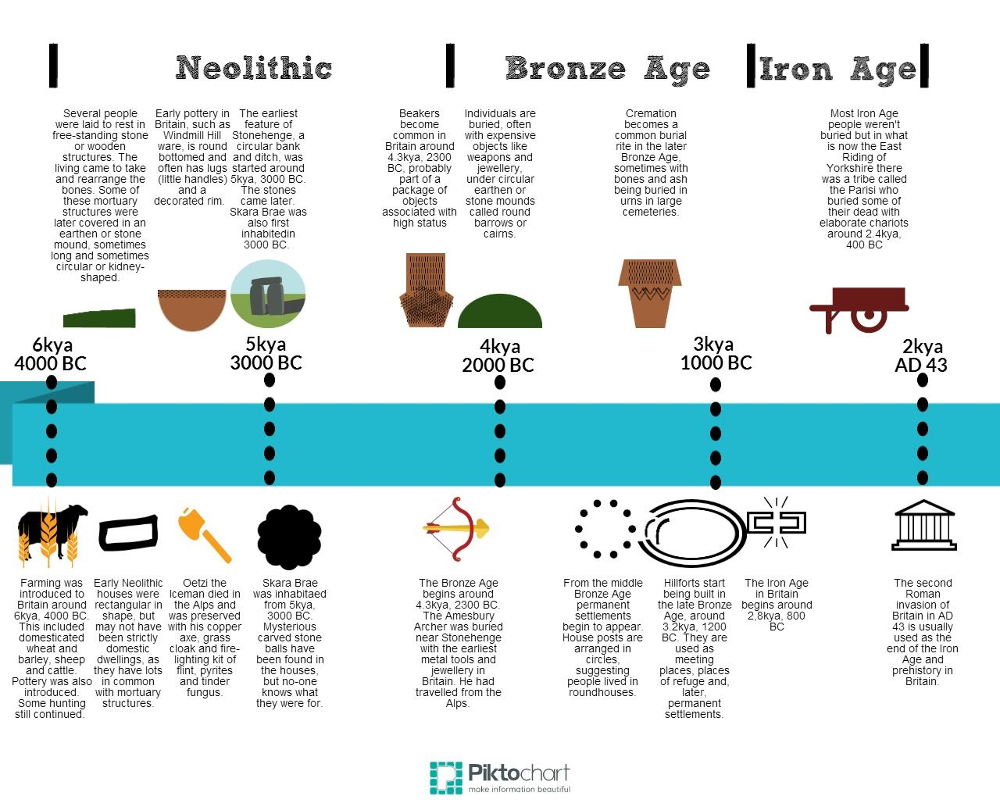 Neolithic
Bronze Age
Iron Age
Several people
were laid to rest in
free-standing stone
or wooden
structures. The
living came to take
and rearrange the
bones. Some of
these mortuary
structures were
later covered in an
earthen or stone
mound, sometimes
long and sometimes
circular or kidney-
shaped.
Early pottery in
Britain, such as
Windmill Hill
ware, is round
bottomed and
often has lugs
(little handles)
and a
decorated rim.
The earliest
feature of
Stonehenge, a
circular bank
and ditch, was
started around
5kya, 3000 BC.
The stones
came later.
Skara Brae was
also first
inhabitedin
3000 BC.
Beakers
become
common in
Britain around
4.3kya, 2300
BC, probably
part of a
package of
objects
associated with
high status
Individuals are
buried, often
with expensive
objects like
weapons and
jewellery,
under circular
earthen or
stone mounds
called round
barrows or
cairns.
Cremation
becomes a
common burial
rite in the later
Bronze Age,
sometimes with
bones and ash
being buried in
urns in large
cemeteries.
Most Iron Age
people weren't
buried but in what
is now the East
Riding of
Yorkshire there
was a tribe called
the Parisi who
buried some of
their dead with
elaborate chariots
around 2.4kya,
400 BC
6kya
4000 BC
5kya
3000 BC
4kya
2000 BC
3kya
1000 BC
2kya
AD 43
Farming was
introduced to
Britain around
6kya, 4000 BC.
This included
domesticated
wheat and
barley, sheep
and cattle.
Pottery was also
introduced.
Some hunting
still continued.
Early Neolithic
houses were
rectangular in
shape, but
may not have
been strictly
domestic
dwellings, as
they have lots
in common
with mortuary
structures.
Oetzi the
Iceman died in
the Alps and
was preserved
with his copper
axe, grass
cloak and fire-
lighting kit of
flint, pyrites
and tinder
fungus.
Skara Brae
was inhabitaed
from 5kya,
3000 BC.
Mysterious
carved stone
balls have
been found in
the houses,
but no-one
knows what
they were for.
The Bronze Age
begins around
4.3kya, 2300 BC.
The Amesbury
Archer was buried
near Stonehenge
with the earliest
metal tools and
jewellery in
Britain. He had
travelled from the
Alps.
From the middle
Bronze Age
permanent
settlements
begin to appear.
House posts are
arranged in
circles,
suggesting
people lived in
roundhouses.
Hillforts start
being built in
the late Bronze
Age, around
3.2kya, 1200
BC. They are
used as
meeting
places, places
of refuge and,
later,
permanent
settlements.
The Iron Age
in Britain
begins around
2,8kya, 800
BC
The second
Roman
invasion of
Britain in AD
43 is usually
used as the
end of the Iron
Age and
prehistory in
Britain.
Piktochart
make information beautiful